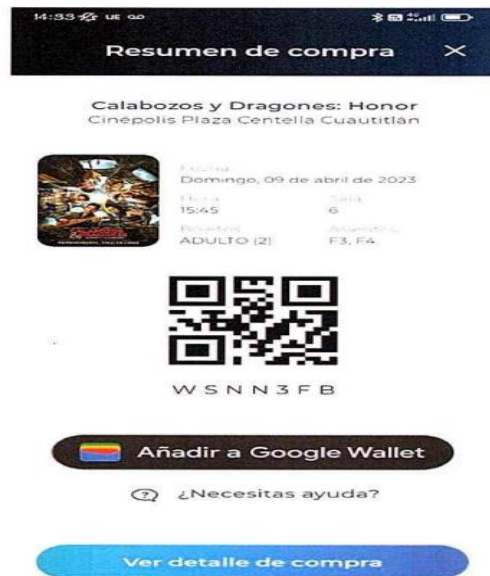 14:33
Resumen de compra
Calabozos y Dragones: Honor
Cinépolis Plaza Centella Cuautitlán
Fecha
Domingo, 09 de abril de 2023
Hora Sala
15:45 6
Boletos Asientos
ADULTO (2) F3, F4
WSNN3FB
Añadir a Google Wallet
¿Necesitas ayuda?
Ver detalle de compra